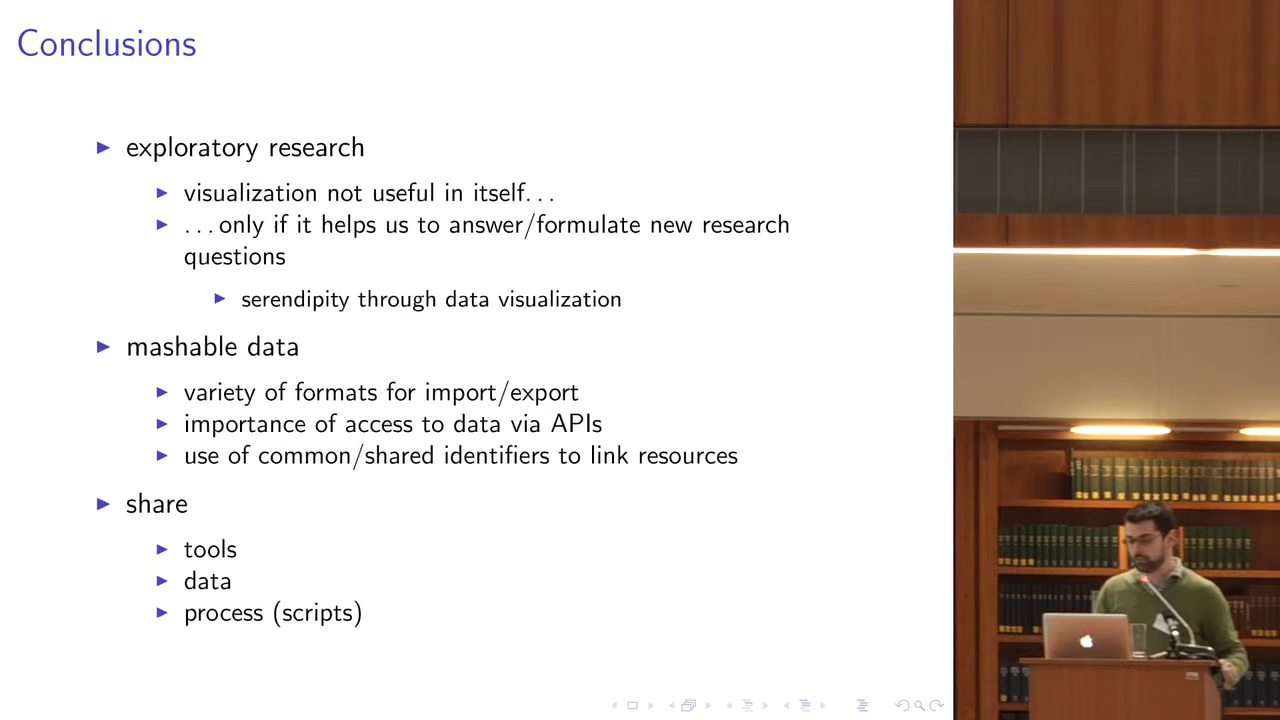 Conclusions
exploratory research
visualization not useful in itself...
...only if it helps us to answer/formulate new research
questions
serendipity through data visualization
mashable data
variety of formats for import/export
importance of access to data via APIs
use of common/shared identifiers to link resources
share
tools
data
process (scripts)